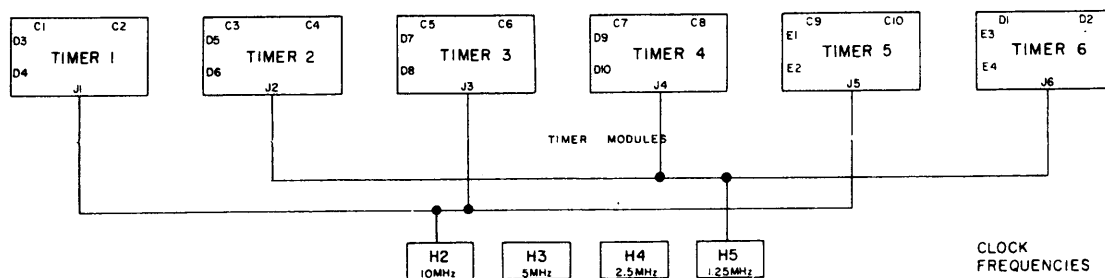 C1 C2
D3
TIMER 1
D4
J1
C3 C4
D5
TIMER 2
D6
J2
C5 C6
D7
TIMER 3
D8
J3
C7 C8
D9
TIMER 4
D10
J4
C9 C10
E1
TIMER 5
E2
J5
D1 D2
E3
TIMER 6
E4
J6
TIMER MODULES
H2
10MHz
H3
5MHz
H4
2.5MHz
H5
1.25MHz
CLOCK
FREQUENCIES